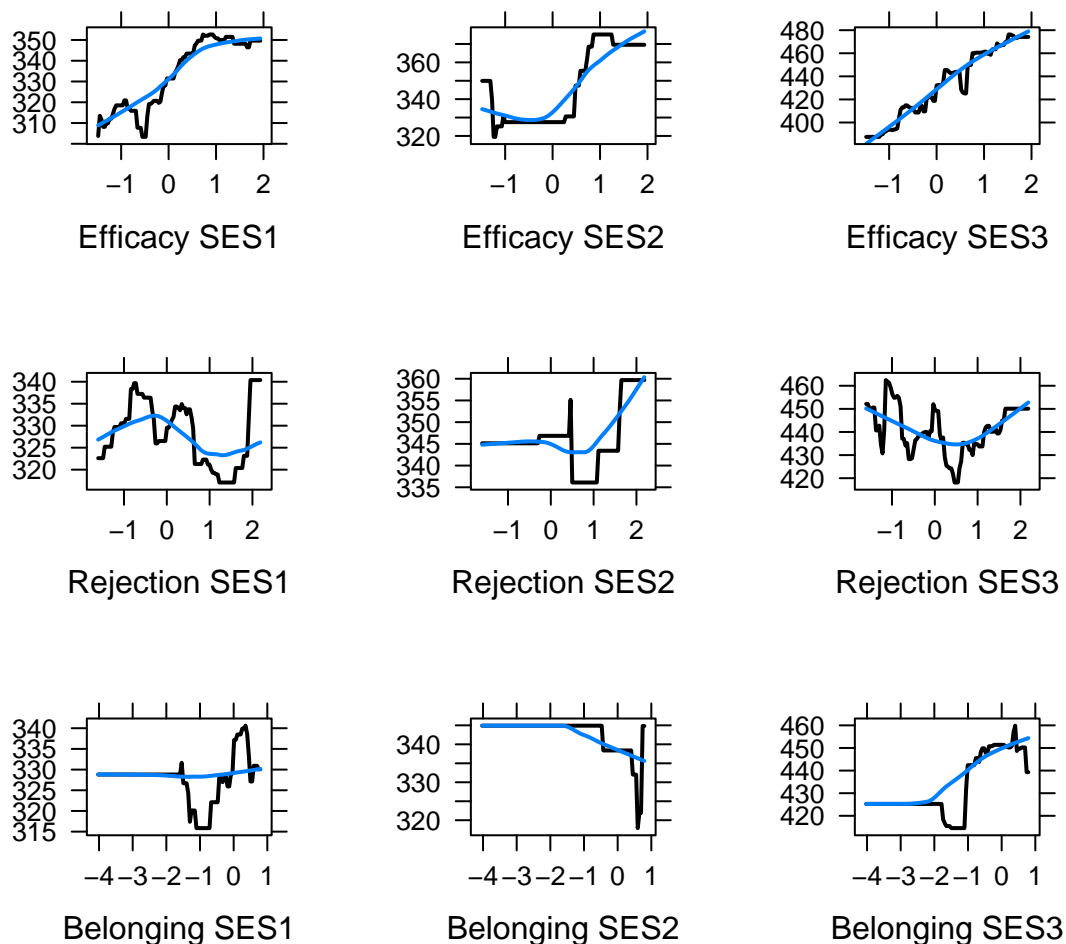 350
340
330
320
310
−1 0 1 2
Efficacy SES1
360
340
320
−1 0 1 2
Efficacy SES2
480
460
440
420
400
−1 0 1 2
Efficacy SES3
340
335
330
325
320
−1 0 1 2
Rejection SES1
360
355
350
345
340
335
−1 0 1 2
Rejection SES2
460
450
440
430
420
−1 0 1 2
Rejection SES3
340
335
330
325
320
315
−4 −3 −2 −1 0 1
Belonging SES1
340
330
320
−4 −3 −2 −1 0 1
Belonging SES2
460
450
440
430
420
−4 −3 −2 −1 0 1
Belonging SES3